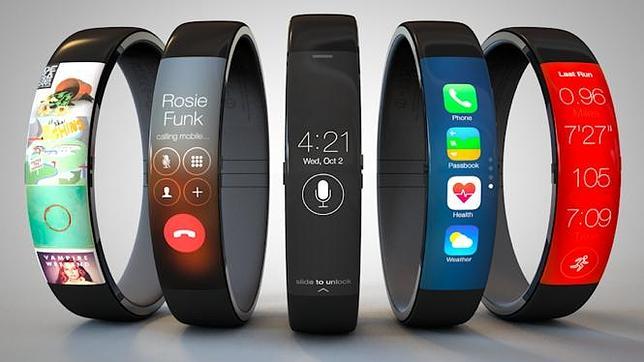 VAMPIRE
WEEKEND
Rosie
Funk
calling mobile...
4:21
Wed, Oct 2
slide to unlock
Phone
Passbook
Health
Weather
Last Run
0.96
Miles
7'27"
105
7:09